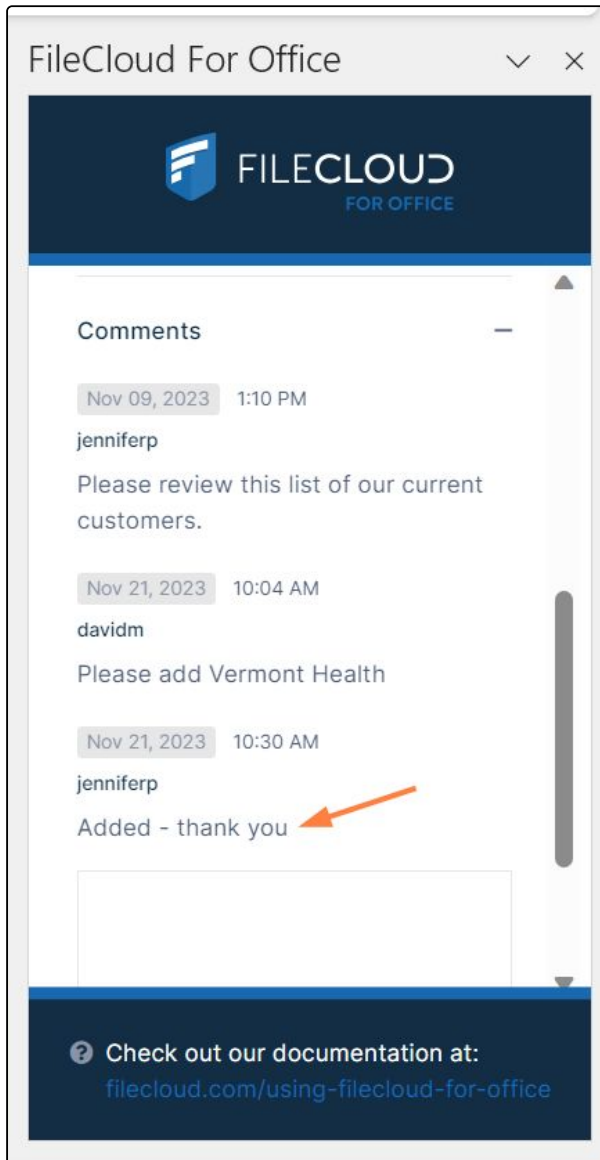 FileCloud For Office
FILECLOUD
FOR OFFICE
Comments
Nov 09, 2023 1:10 PM
jenniferp
Please review this list of our current
customers.
Nov 21, 2023 10:04 AM
davidm
Please add Vermont Health
Nov 21, 2023 10:30 AM
jenniferp
Added - thank you
Check out our documentation at:
filecloud.com/using-filecloud-for-office